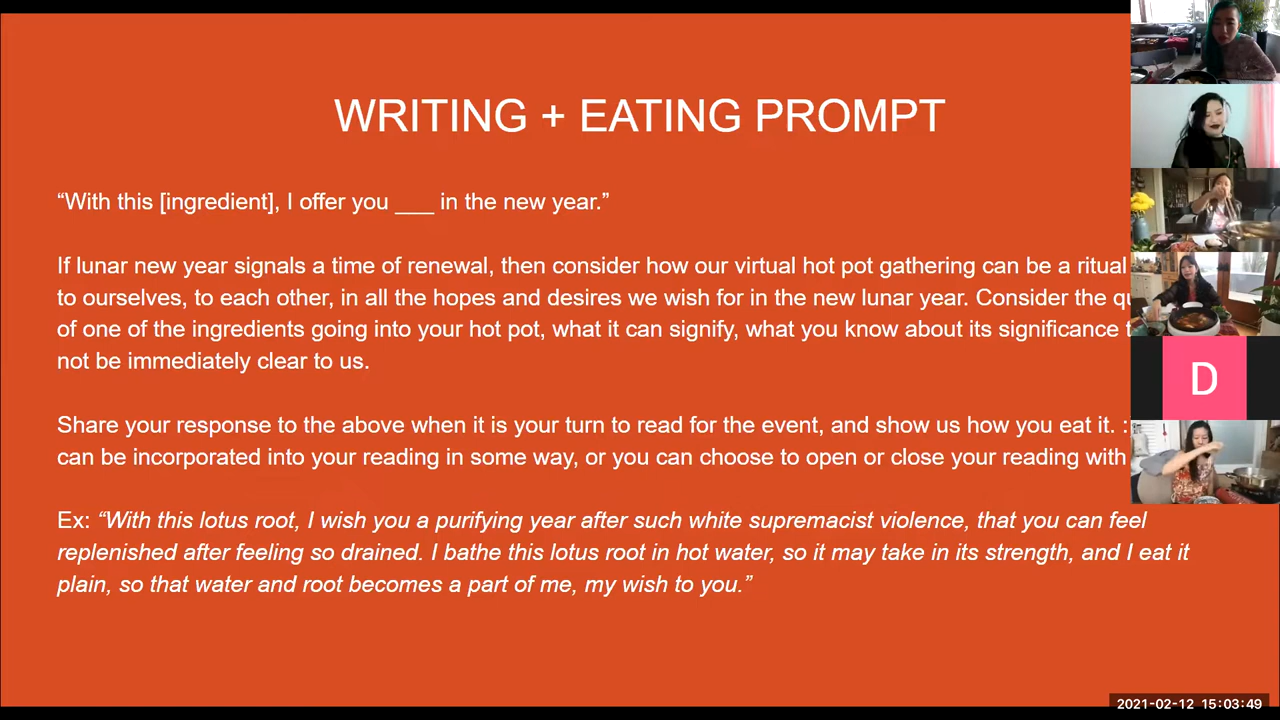 WRITING + EATING PROMPT
“With this [ingredient], I offer you ___ in the new year.”
If lunar new year signals a time of renewal, then consider how our virtual hot pot gathering can be a ritual
to ourselves, to each other, in all the hopes and desires we wish for in the new lunar year. Consider the
of one of the ingredients going into your hot pot, what it can signify, what you know about its significance
not be immediately clear to us.
Share your response to the above when it is your turn to read for the event, and show us how you eat it. :
can be incorporated into your reading in some way, or you can choose to open or close your reading with
Ex: “With this lotus root, I wish you a purifying year after such white supremacist violence, that you can feel
replenished after feeling so drained. I bathe this lotus root in hot water, so it may take in its strength, and I eat it
plain, so that water and root becomes a part of me, my wish to you.”
D
2021-02-12 15:03:49